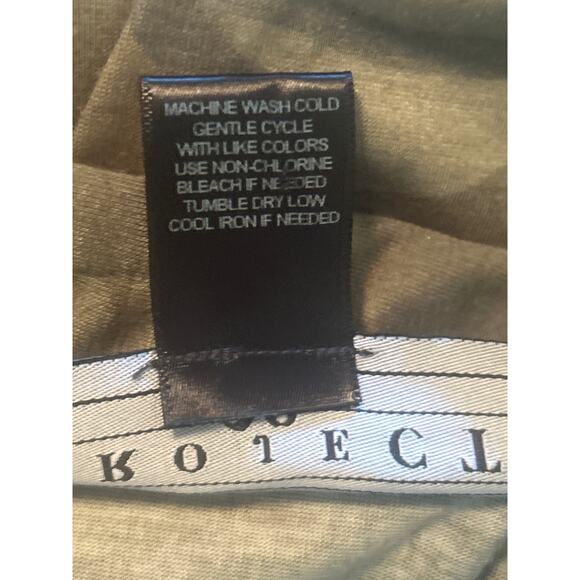 MACHINE WASH COLD
GENTLE CYCLE
WITH LIKE COLORS
USE NON-CHLORINE
BLEACH IF NEEDED
TUMBLE DRY LOW
COOL IRON IF NEEDED
ROJECT